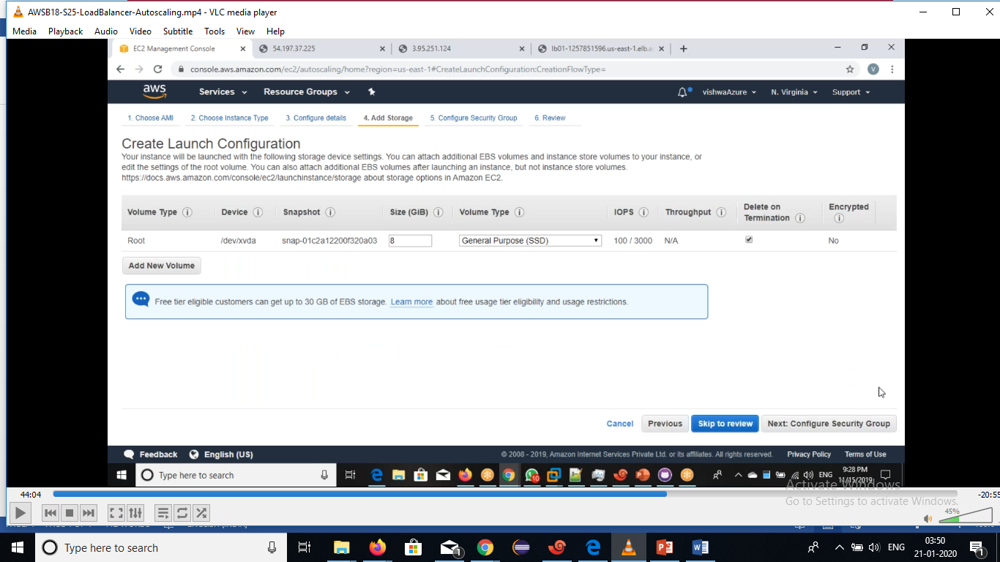 AWSB18-S25-LoadBalancer-Autoscaling.mp4 - VLC media player
Media Playback Audio Video Subtitle Tools View Help
EC2 Management Console 54.197.37.225 3.95.251.124 lb01-1257851596.us-east-1.elb.a
console.aws.amazon.com/ec2/autoscaling/home?region=us-east-1#CreateLaunchConfiguration:CreationFlowType=
V
aws Services Resource Groups vishwaAzure N. Virginia Support
1. Choose AMI 2. Choose Instance Type 3. Configure details 4. Add Storage 5. Configure Security Group 6. Review
Create Launch Configuration
Your instance will be launched with the following storage device settings. You can attach additional EBS volumes and instance store volumes to your instance, or
edit the settings of the root volume. You can also attach additional EBS volumes after launching an instance, but not instance store volumes.
https://docs.aws.amazon.com/console/ec2/launchinstance/storage about storage options in Amazon EC2.
Volume Type Device Snapshot Size (GiB) Volume Type IOPS Throughput Delete on Termination Encrypted
Root /dev/xvda snap-01c2a12200f320a03 8 General Purpose (SSD) 100 / 3000 N/A No
Add New Volume
Free tier eligible customers can get up to 30 GB of EBS storage. Learn more about free usage tier eligibility and usage restrictions.
Cancel Previous Skip to review Next: Configure Security Group
Feedback English (US) © 2008 - 2019, Amazon Internet Services Private Ltd. or its affiliates. All rights reserved. Privacy Policy Terms of Use
Type here to search 10 ENG 9:28 PM
11/15/2019
Activate Windows
Go to Settings to activate Windows.
44:04 -20:55
45%
Type here to search 1 ENG 03:50
21-01-2020 1